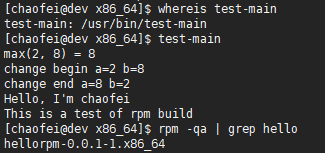 [chaofei@dev x86_64]$ whereis test-main
test-main: /usr/bin/test-main
[chaofei@dev x86_64]$ test-main
max(2, 8) = 8
change begin a=2 b=8
change end a=8 b=2
Hello, I'm chaofei
This is a test of rpm build
[chaofei@dev x86_64]$ rpm -qa | grep hello
hellorpm-0.0.1-1.x86_64